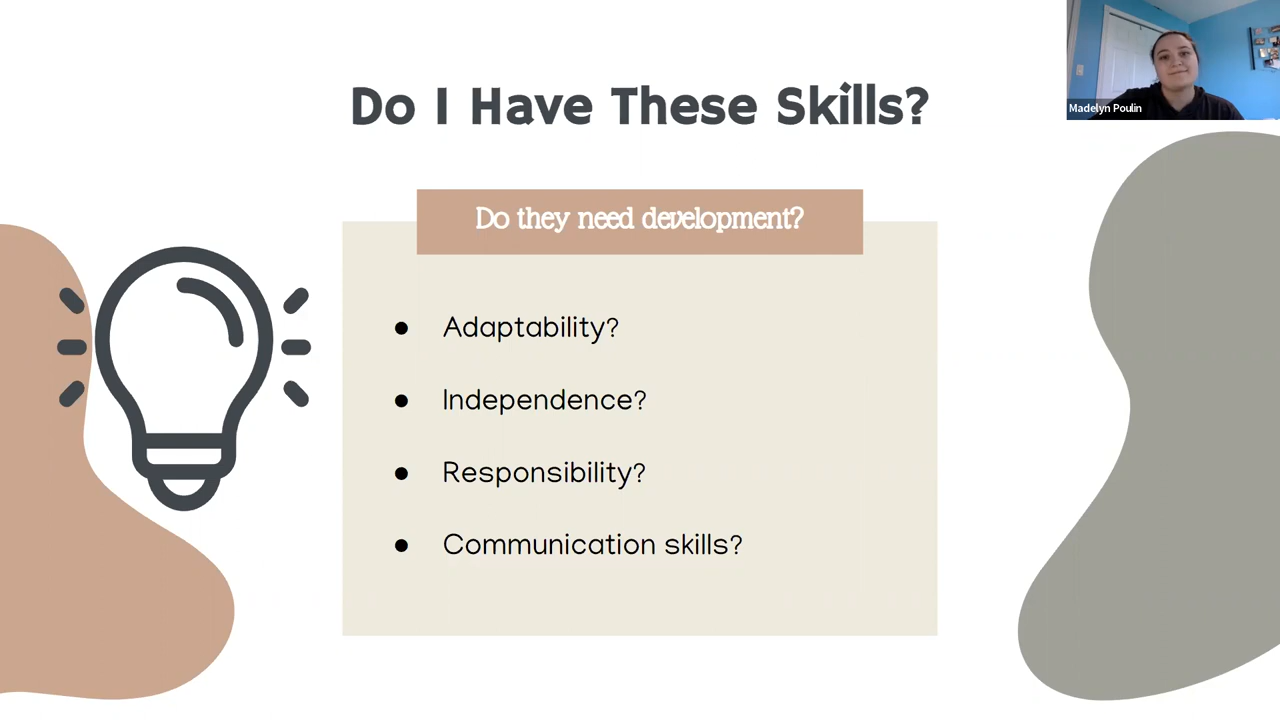 Do I Have These Skills?
Madelyn Poulin
Do they need development?
● Adaptability?
● Independence?
● Responsibility?
● Communication skills?